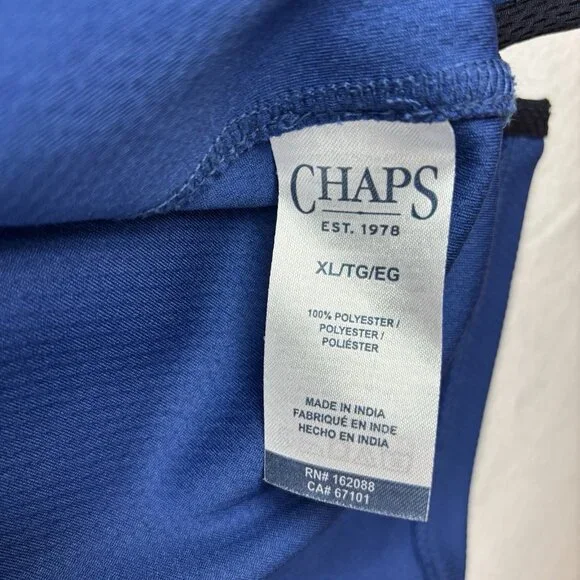 CHAPS
EST. 1978
XL/TG/EG
100% POLYESTER /
POLYESTER /
POLIÉSTER
MADE IN INDIA
FABRIQUÉ EN INDE
HECHO EN INDIA
RN# 162088
CA# 67101